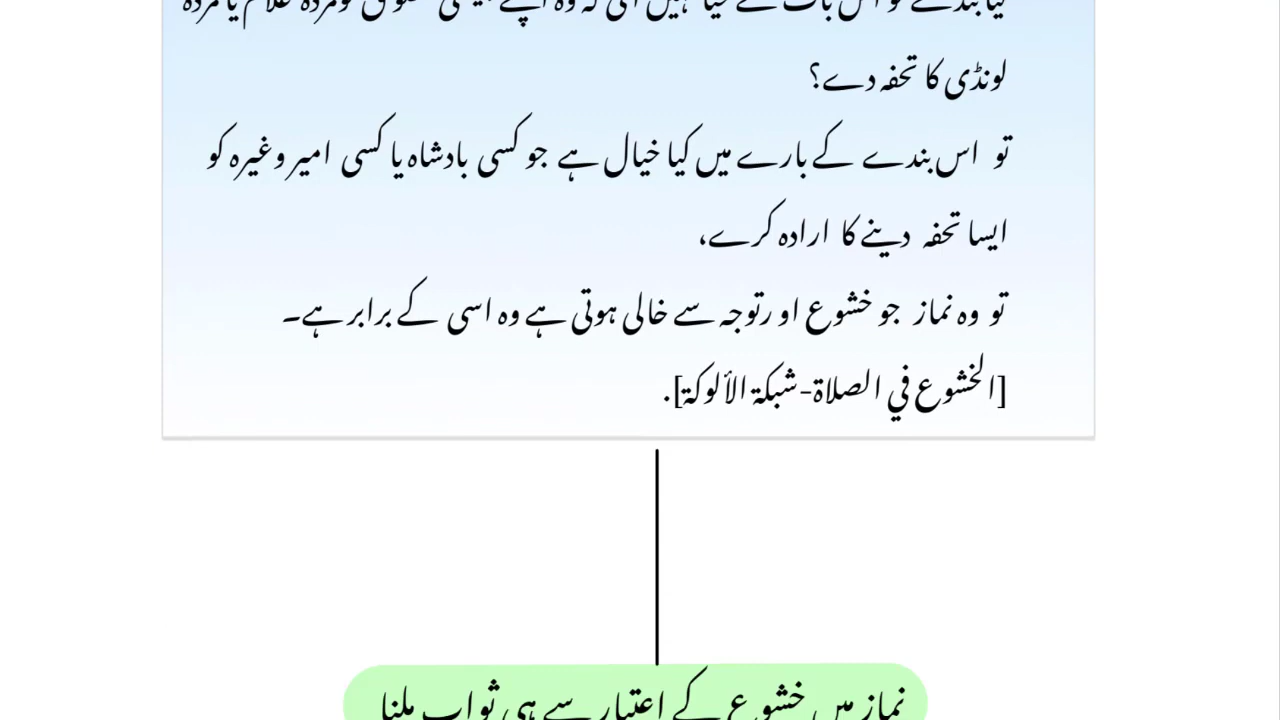 لونڈی کا تحفہ دے؟
تو اس بندے کے بارے میں کیا خیال ہے جو کسی بادشاہ یا کسی امیر وغیرہ کو
ایسا تحفہ دینے کا ارادہ کرے،
تو وہ نماز جو خشوع او رتوجہ سے خالی ہوتی ہے وہ اسی کے برابر ہے۔
[الخشوع في الصلاة-شبكة الألوكة].
نماز میں خشوع کے اعتبار سے ہی ثواب ملنا